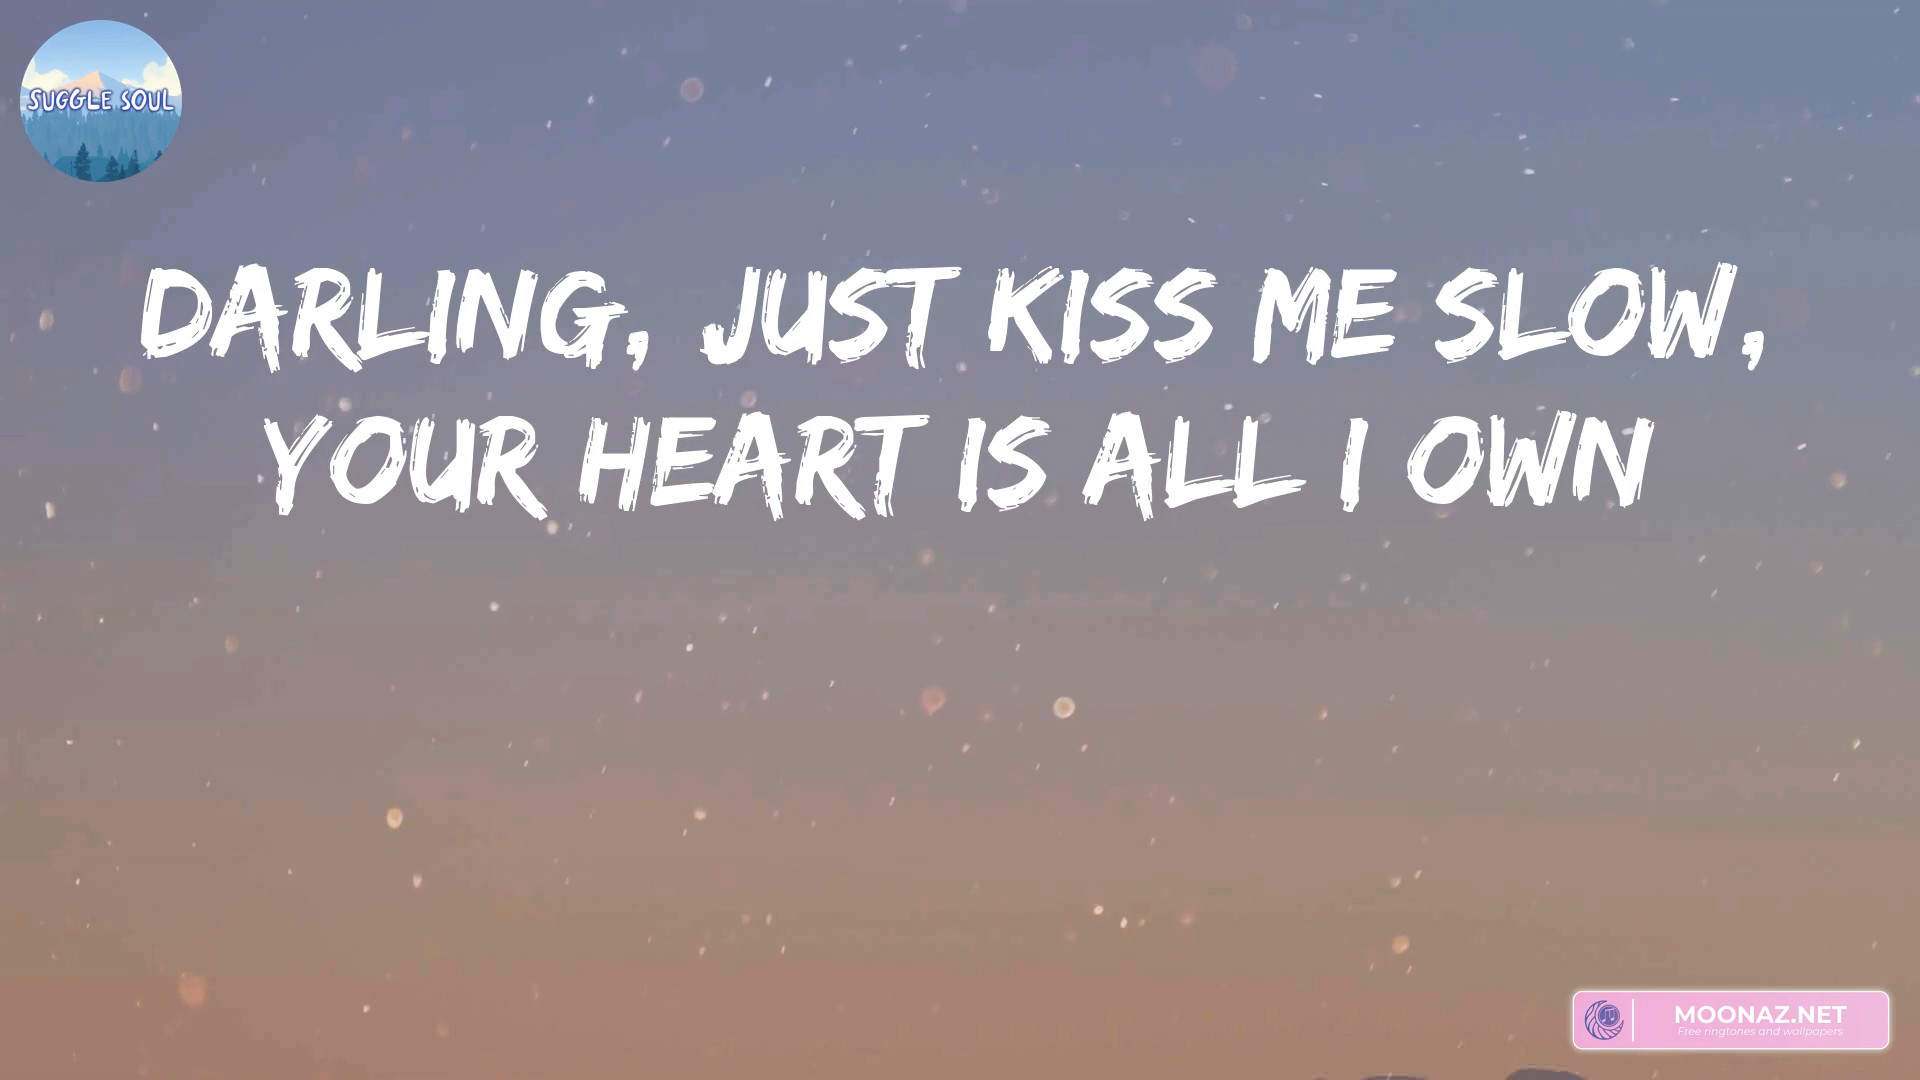 SUGGLE SOUL
DARLING, JUST KISS ME SLOW,
YOUR HEART IS ALL I OWN
MOONAZ.NET
Free ringtones and wallpapers